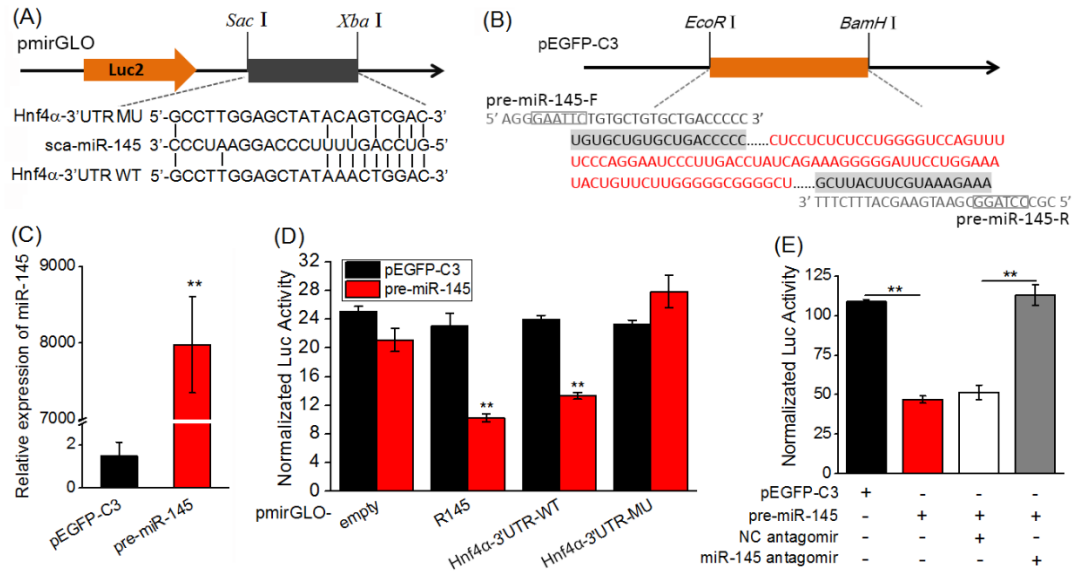 (A)
pmirGLO
Sac I
Xba I
Luc2
Hnf4α-3'UTR MU 5'-GCCTTGGAGCTATACAGTCGAC-3'
sca-miR-145 3'-CCCUAAGGACCCUUUUGACCUG-5'
Hnf4α-3'UTR WT 5'-GCCTTGGAGCTATAAACTGGAC-3'
(B)
EcoR I
BamH I
pEGFP-C3
pre-miR-145-F
5' AGGGAATTCTGTGCTGTGCTGACCCCC 3'
UGUGCUGUGCUGACCCCC......CUCCUCUCUCCUGGGGUCCAGUUU
UCCCAGGAAUCCCUUGACCUAUCAGAAAGGGGGAUUCCUGGAAA
UACUGUUCUUGGGGGCGGGGCU......GCUUACUUCGUAAAGAAA
3' TTTCTTTACGAAGTAAGCGGATCCCGC 5'
pre-miR-145-R
(C)
Relative expression of miR-145
9000
8000
7000
2
0
**
pEGFP-C3
pre-miR-145
(D)
Normalizated Luc Activity
28
24
20
16
12
8
4
0
pEGFP-C3
pre-miR-145
**
**
pmirGLO-
empty
R145
Hnf4α-3'UTR-WT
Hnf4α-3'UTR-MU
(E)
Normalizated Luc Activity
125
100
75
50
25
0
**
**
pEGFP-C3 + - - -
pre-miR-145 - + + +
NC antagomir - - + -
miR-145 antagomir - - - +